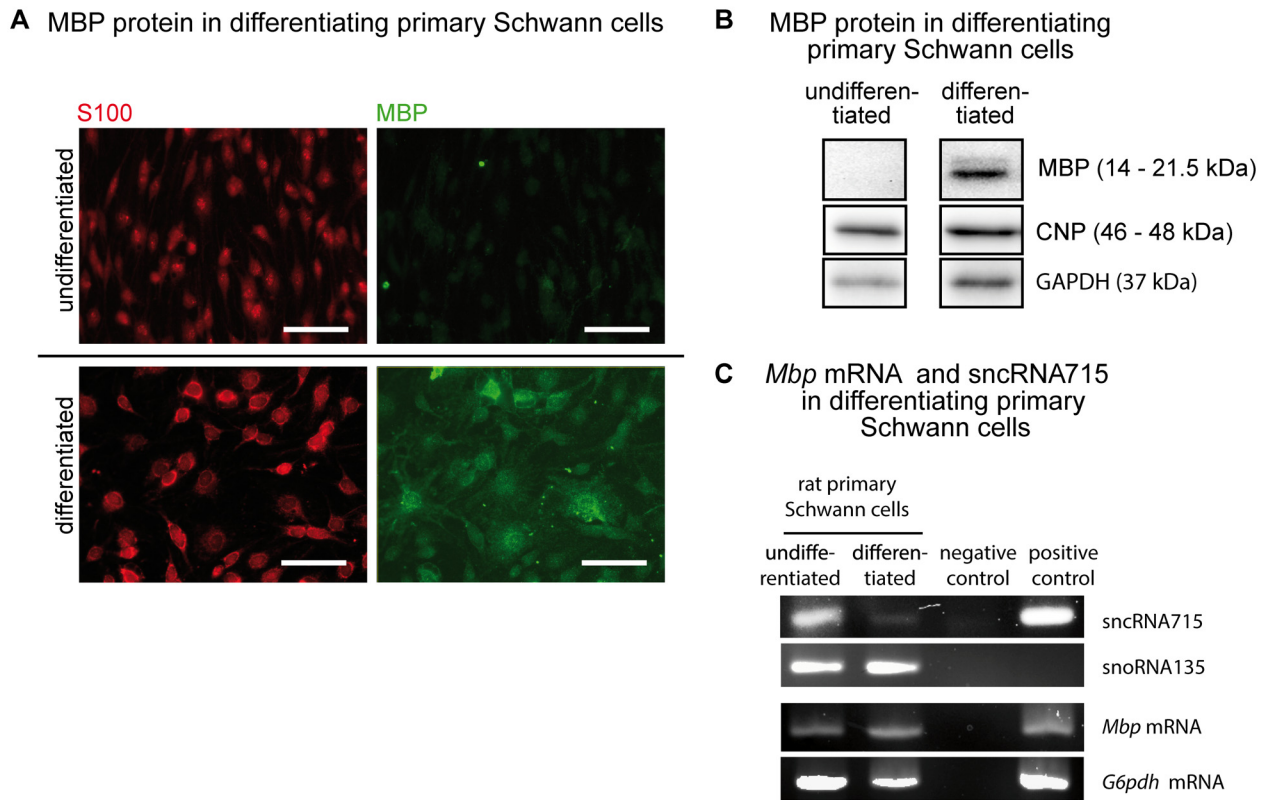 A MBP protein in differentiating primary Schwann cells
S100
MBP
undifferentiated
differentiated
B MBP protein in differentiating
primary Schwann cells
undifferen-
tiated
differen-
tiated
MBP (14 - 21.5 kDa)
CNP (46 - 48 kDa)
GAPDH (37 kDa)
C Mbp mRNA and sncRNA715
in differentiating primary
Schwann cells
rat primary
Schwann cells
undiffe-
rentiated
differen-
tiated
negative
control
positive
control
sncRNA715
snoRNA135
Mbp mRNA
G6pdh mRNA